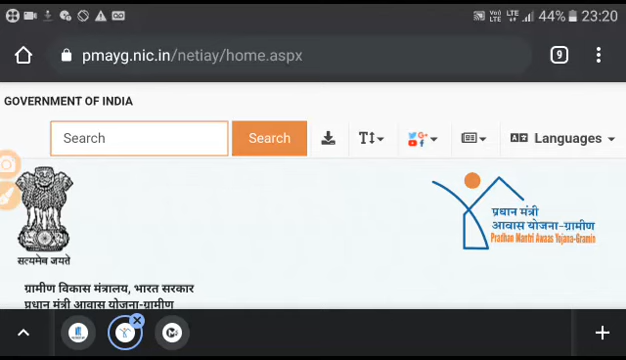 44% 23:20
pmayg.nic.in/netiay/home.aspx
9
GOVERNMENT OF INDIA
Search
Search
Languages
प्रधान मंत्री
आवास योजना-ग्रामीण
Pradhan Mantri Awaas Yojana-Gramin
सत्यमेव जयते
ग्रामीण विकास मंत्रालय, भारत सरकार
प्रधान मंत्री आवास योजना-ग्रामीण